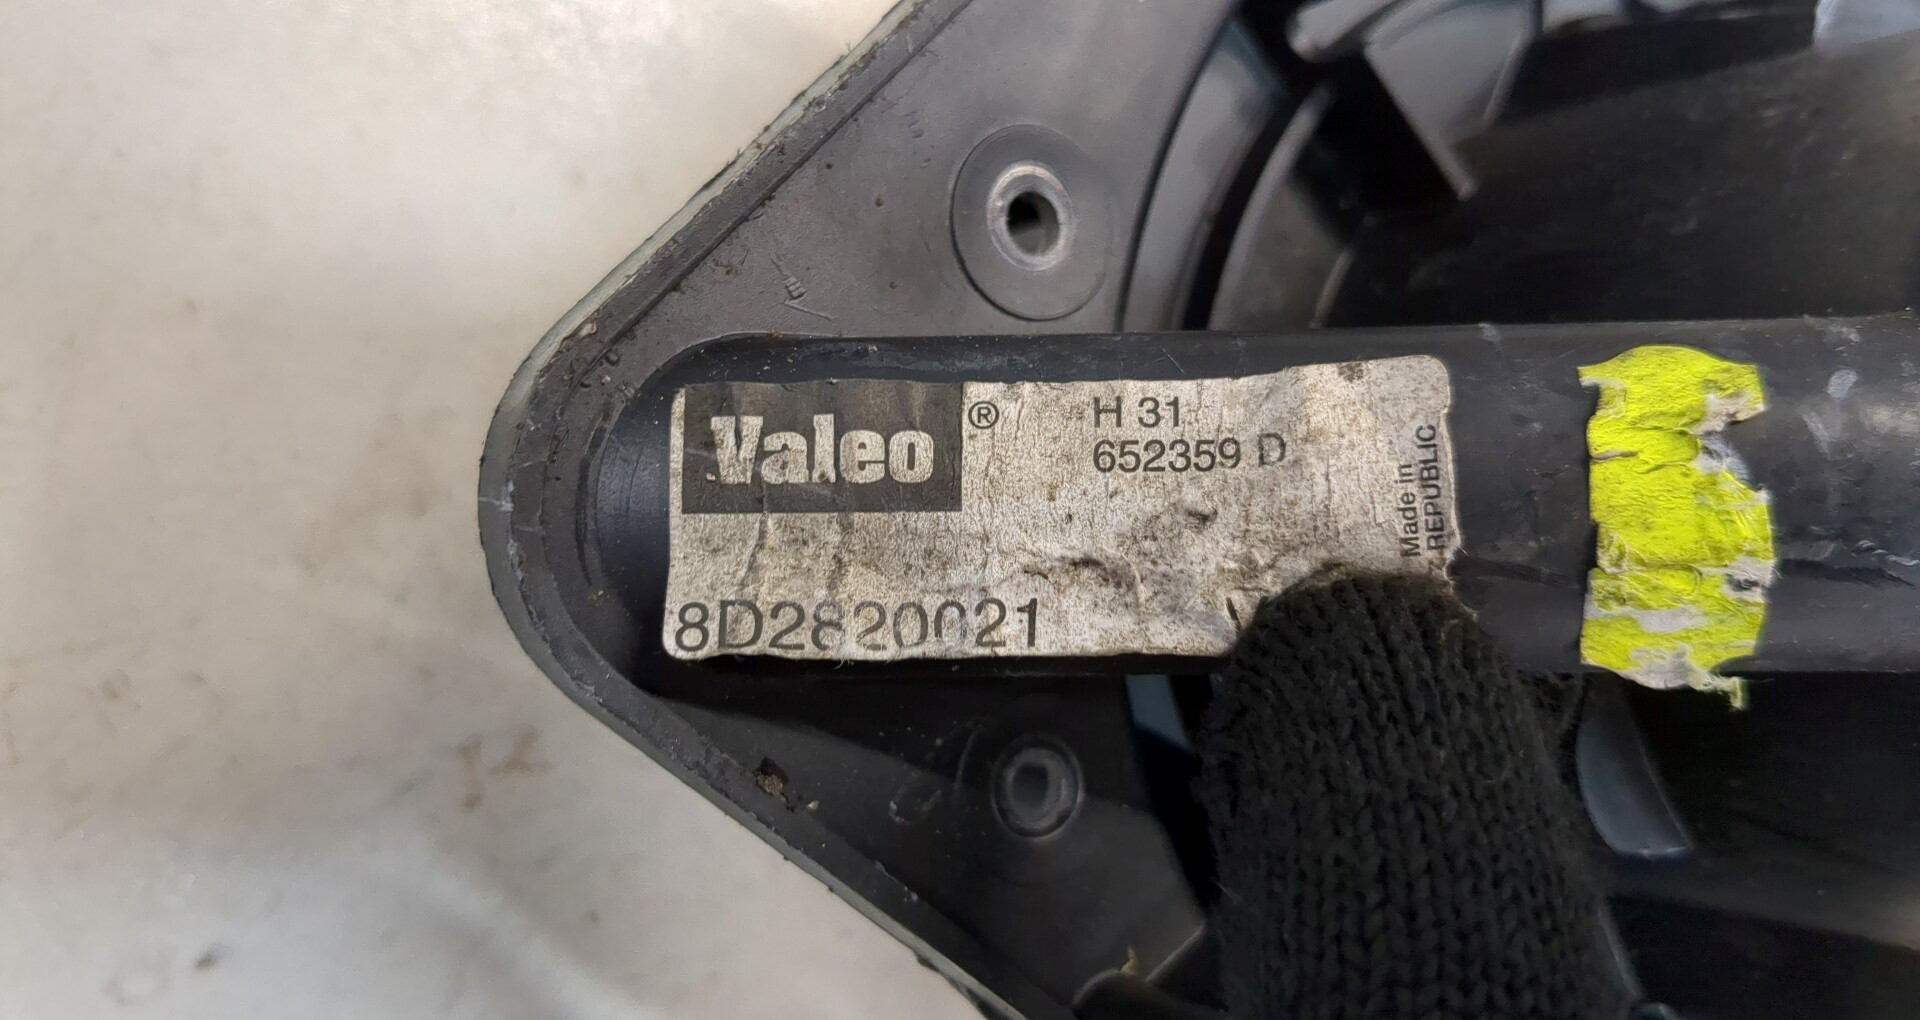 Valeo®
H 31
652359 D
Made in
REPUBLIC
8D2820021